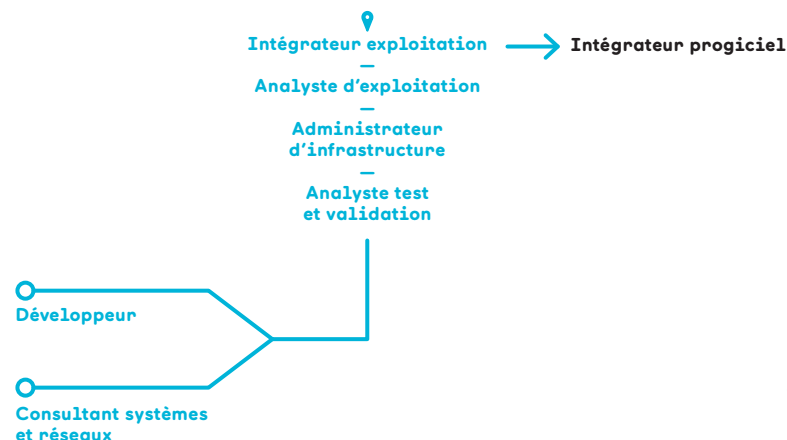 Intégrateur exploitation
Intégrateur progiciel
—
Analyste d'exploitation
—
Administrateur
d'infrastructure
—
Analyste test
et validation
Développeur
Consultant systèmes
et réseaux